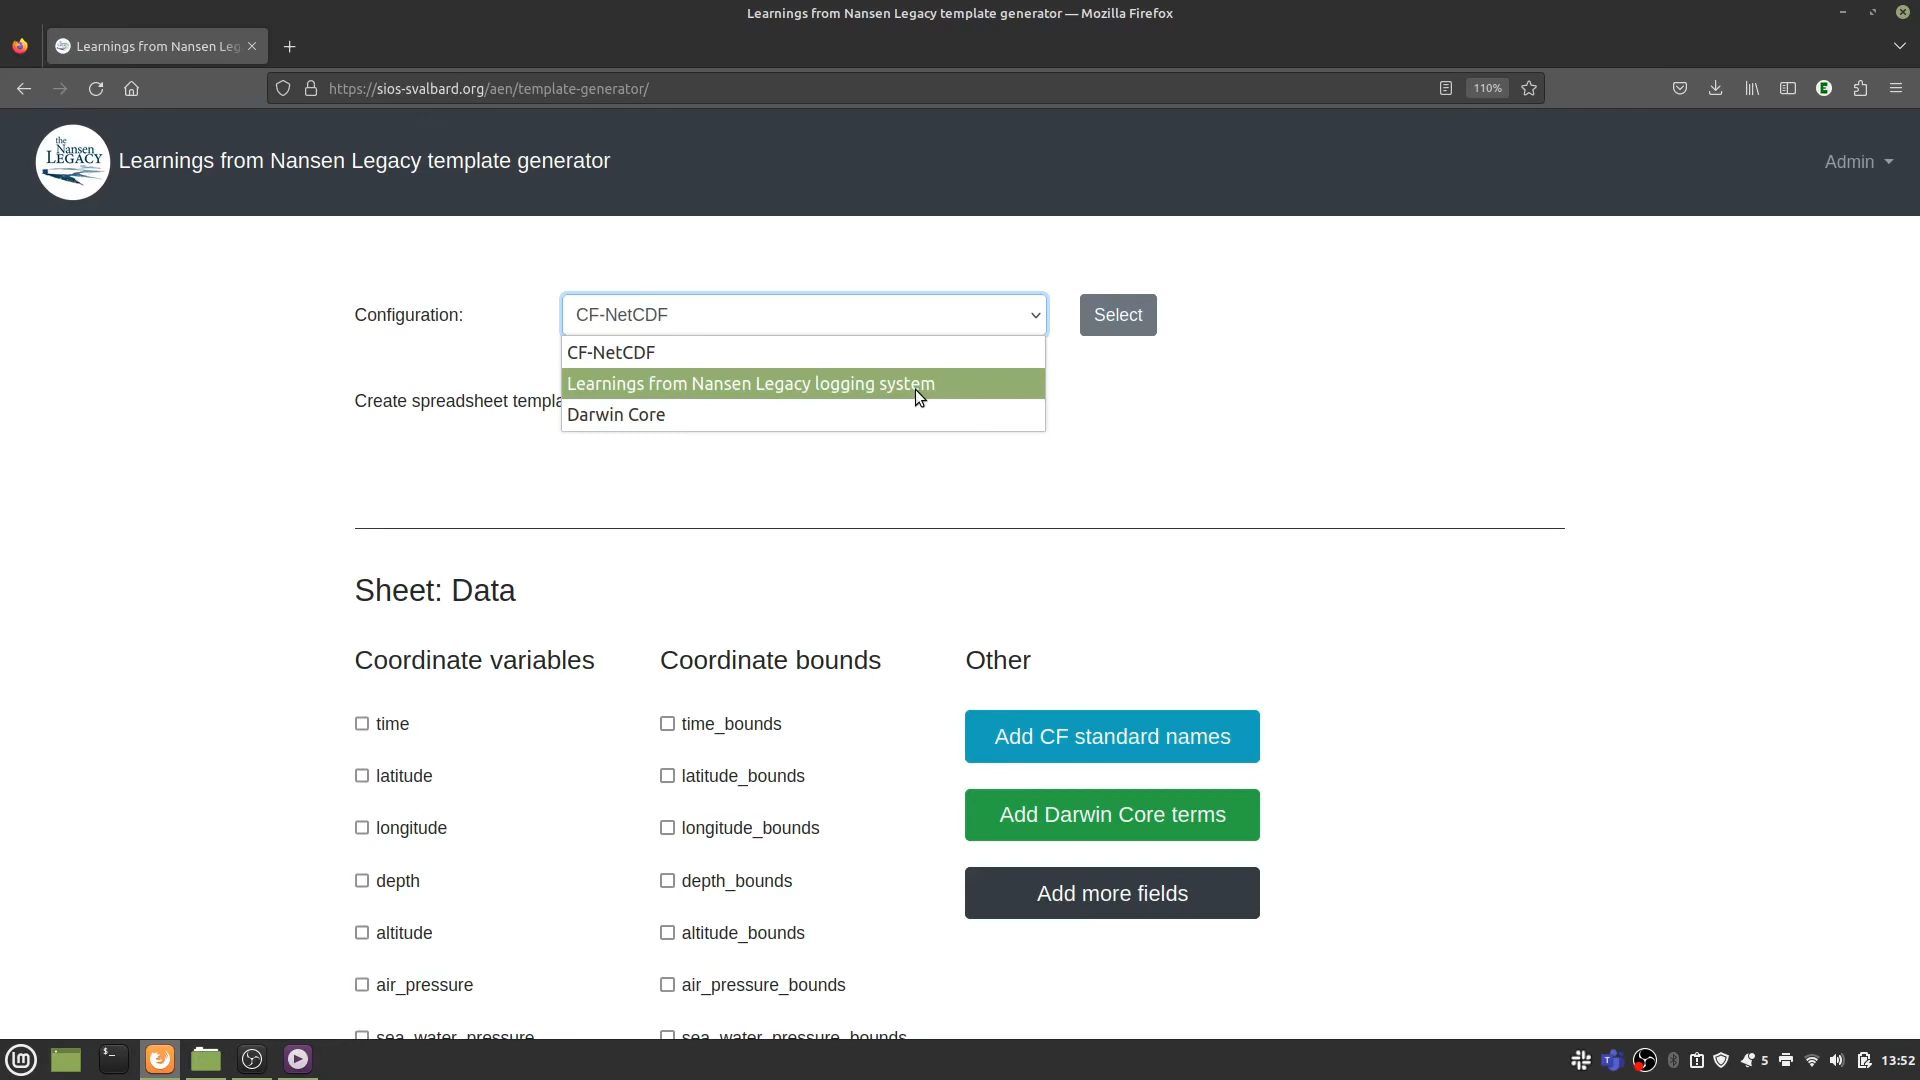 Learnings from Nansen Legacy template generator — Mozilla Firefox
Learnings from Nansen Leg
https://sios-svalbard.org/aen/template-generator/
110%
the
Nansen
LEGACY
Learnings from Nansen Legacy template generator
Admin
Configuration:
CF-NetCDF
Select
CF-NetCDF
Learnings from Nansen Legacy logging system
Darwin Core
Create spreadsheet templa
Sheet: Data
Coordinate variables
Coordinate bounds
Other
time
time_bounds
Add CF standard names
latitude
latitude_bounds
Add Darwin Core terms
longitude
longitude_bounds
depth
depth_bounds
Add more fields
altitude
altitude_bounds
air_pressure
air_pressure_bounds
sea_water_pressure
sea_water_pressure_bounds
5
13:52